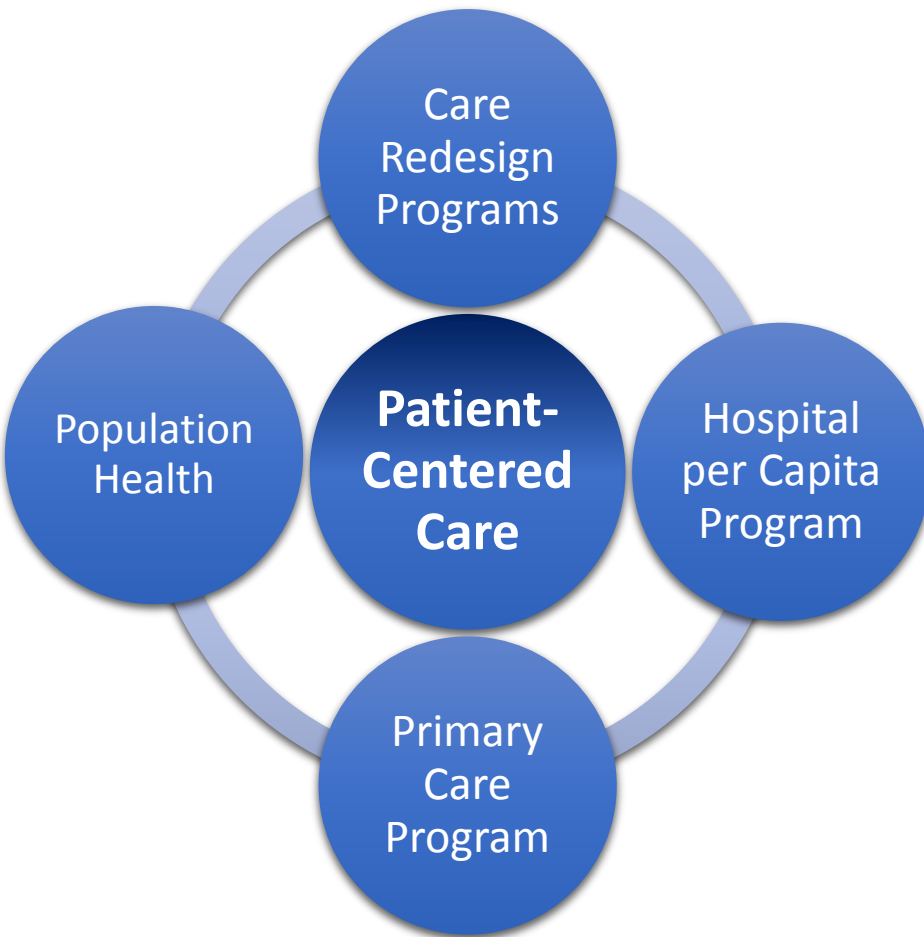 Care
Redesign
Programs
Population
Health
Patient-
Centered
Care
Hospital
per Capita
Program
Primary
Care
Program